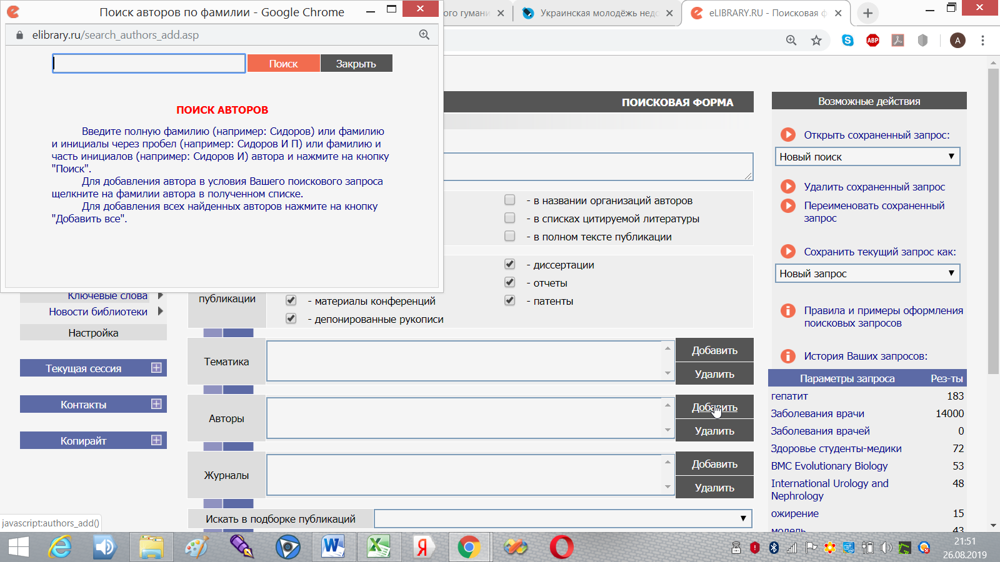 Поиск авторов по фамилии - Google Chrome
elibrary.ru/search_authors_add.asp
Поиск
Закрыть
ПОИСК АВТОРОВ
Введите полную фамилию (например: Сидоров) или фамилию
и инициалы через пробел (например: Сидоров И П) или фамилию и
часть инициалов (например: Сидоров И) автора и нажмите на кнопку
"Поиск".
Для добавления автора в условия Вашего поискового запроса
щелкните на фамилии автора в полученном списке.
Для добавления всех найденных авторов нажмите на кнопку
"Добавить все".
ого гумани
Украинская молодёжь недо
eLIBRARY.RU - Поисковая ф
ABP
A
ПОИСКОВАЯ ФОРМА
- в названии организаций авторов
- в списках цитируемой литературы
- в полном тексте публикации
публикации
- диссертации
- отчеты
- материалы конференций
- патенты
- депонированные рукописи
Ключевые слова
Новости библиотеки
Настройка
Текущая сессия
Контакты
Копирайт
Тематика
Добавить
Удалить
Авторы
Добавить
Удалить
Журналы
Добавить
Удалить
Искать в подборке публикаций
Возможные действия
Открыть сохраненный запрос:
Новый поиск
Удалить сохраненный запрос
Переименовать сохраненный
запрос
Сохранить текущий запрос как:
Новый запрос
Правила и примеры оформления
поисковых запросов
История Ваших запросов:
Параметры запроса Рез-ты
гепатит 183
Заболевания врачи 14000
Заболевания врачей 0
Здоровье студенты-медики 72
BMC Evolutionary Biology 53
International Urology and 48
Nephrology
ожирение 15
модель 43
javascript:authors_add()
21:51
26.08.2019